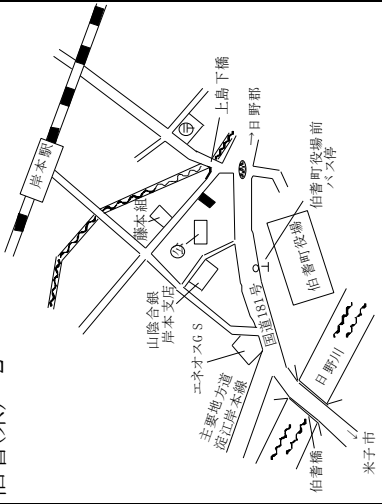 岸本駅
上島下橋
→日野郡
藤本組
伯耆町役場前
バス停
山陰合銀
岸本支店
エネオスGS
国道181号
伯耆町役場
主要地方道
淀江岸本線
日野川
伯耆橋
米子市